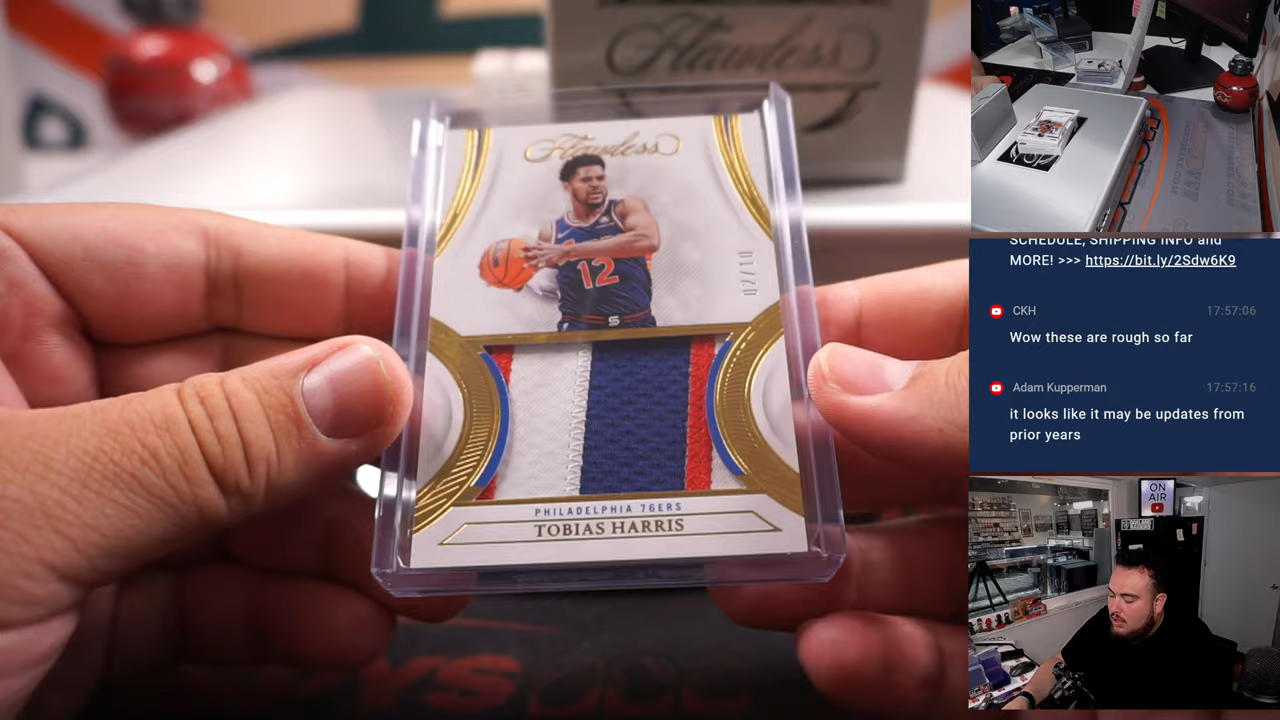 Flawless
Flawless
12
02/10
PHILADELPHIA 76ERS
TOBIAS HARRIS
YS
SCHEDULE, SHIPPING INFO and
MORE! >>> https://bit.ly/2Sdw6K9
CKH 17:57:06
Wow these are rough so far
Adam Kupperman 17:57:16
it looks like it may be updates from
prior years
ON
AIR